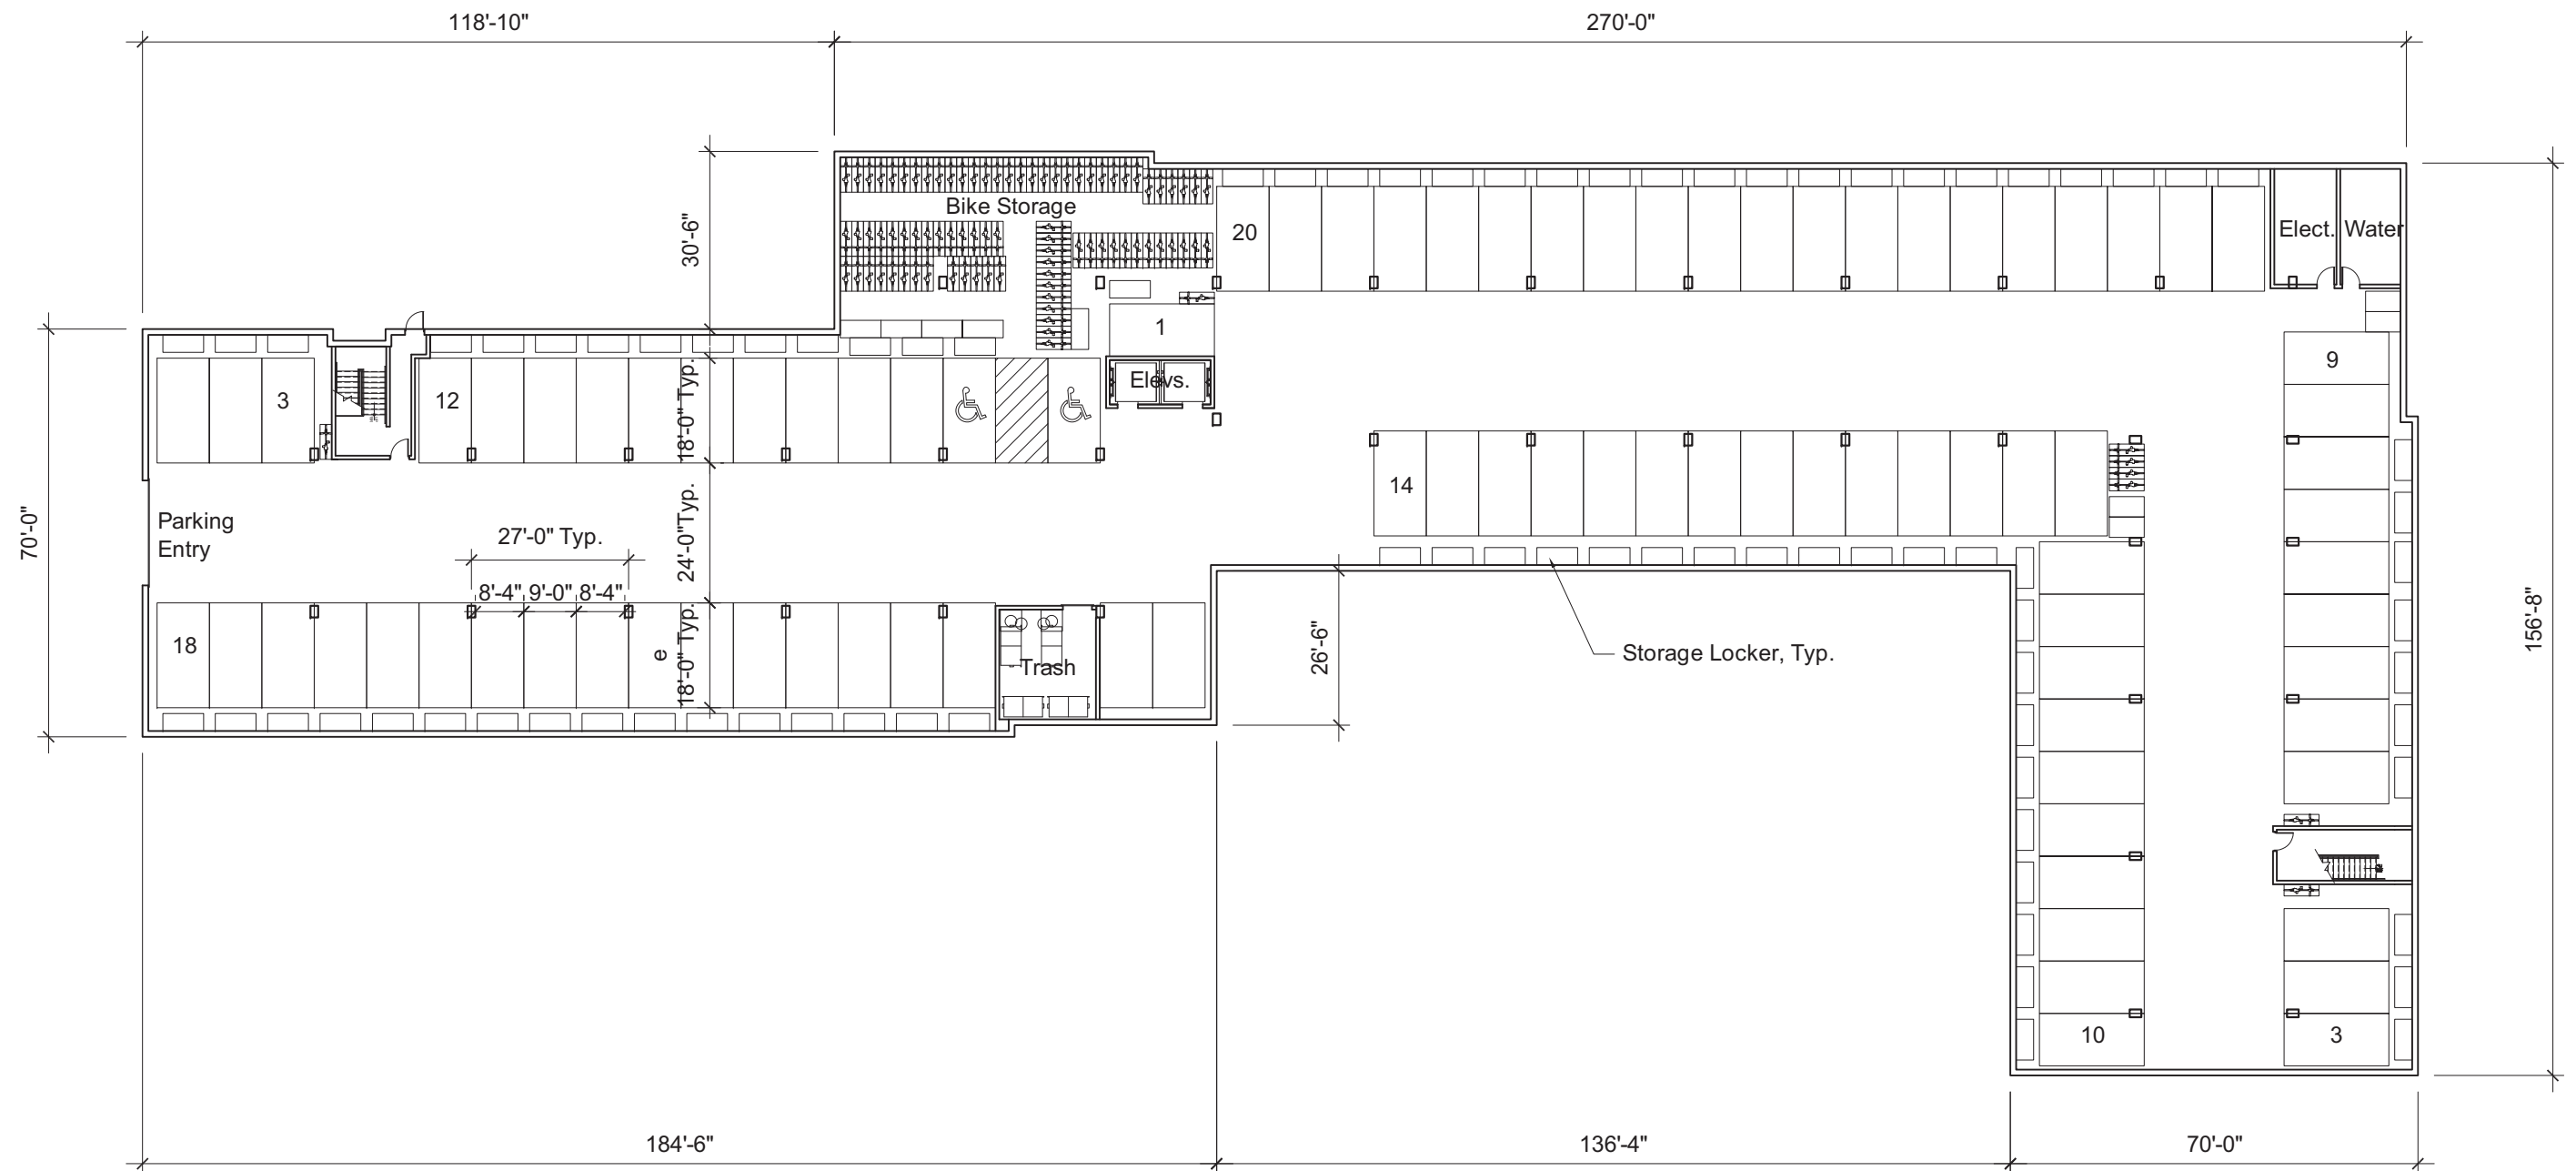 118'-10"
270'-0"
30'-6"
Bike Storage
20
Elect.
Water
1
9
Elevs.
3
12
18'-0" Typ.
14
70'-0"
Parking
Entry
27'-0" Typ.
24'-0"Typ.
8'-4"
9'-0"
8'-4"
18
e
18'-0" Typ.
Trash
26'-6"
Storage Locker, Typ.
156'-8"
10
3
184'-6"
136'-4"
70'-0"